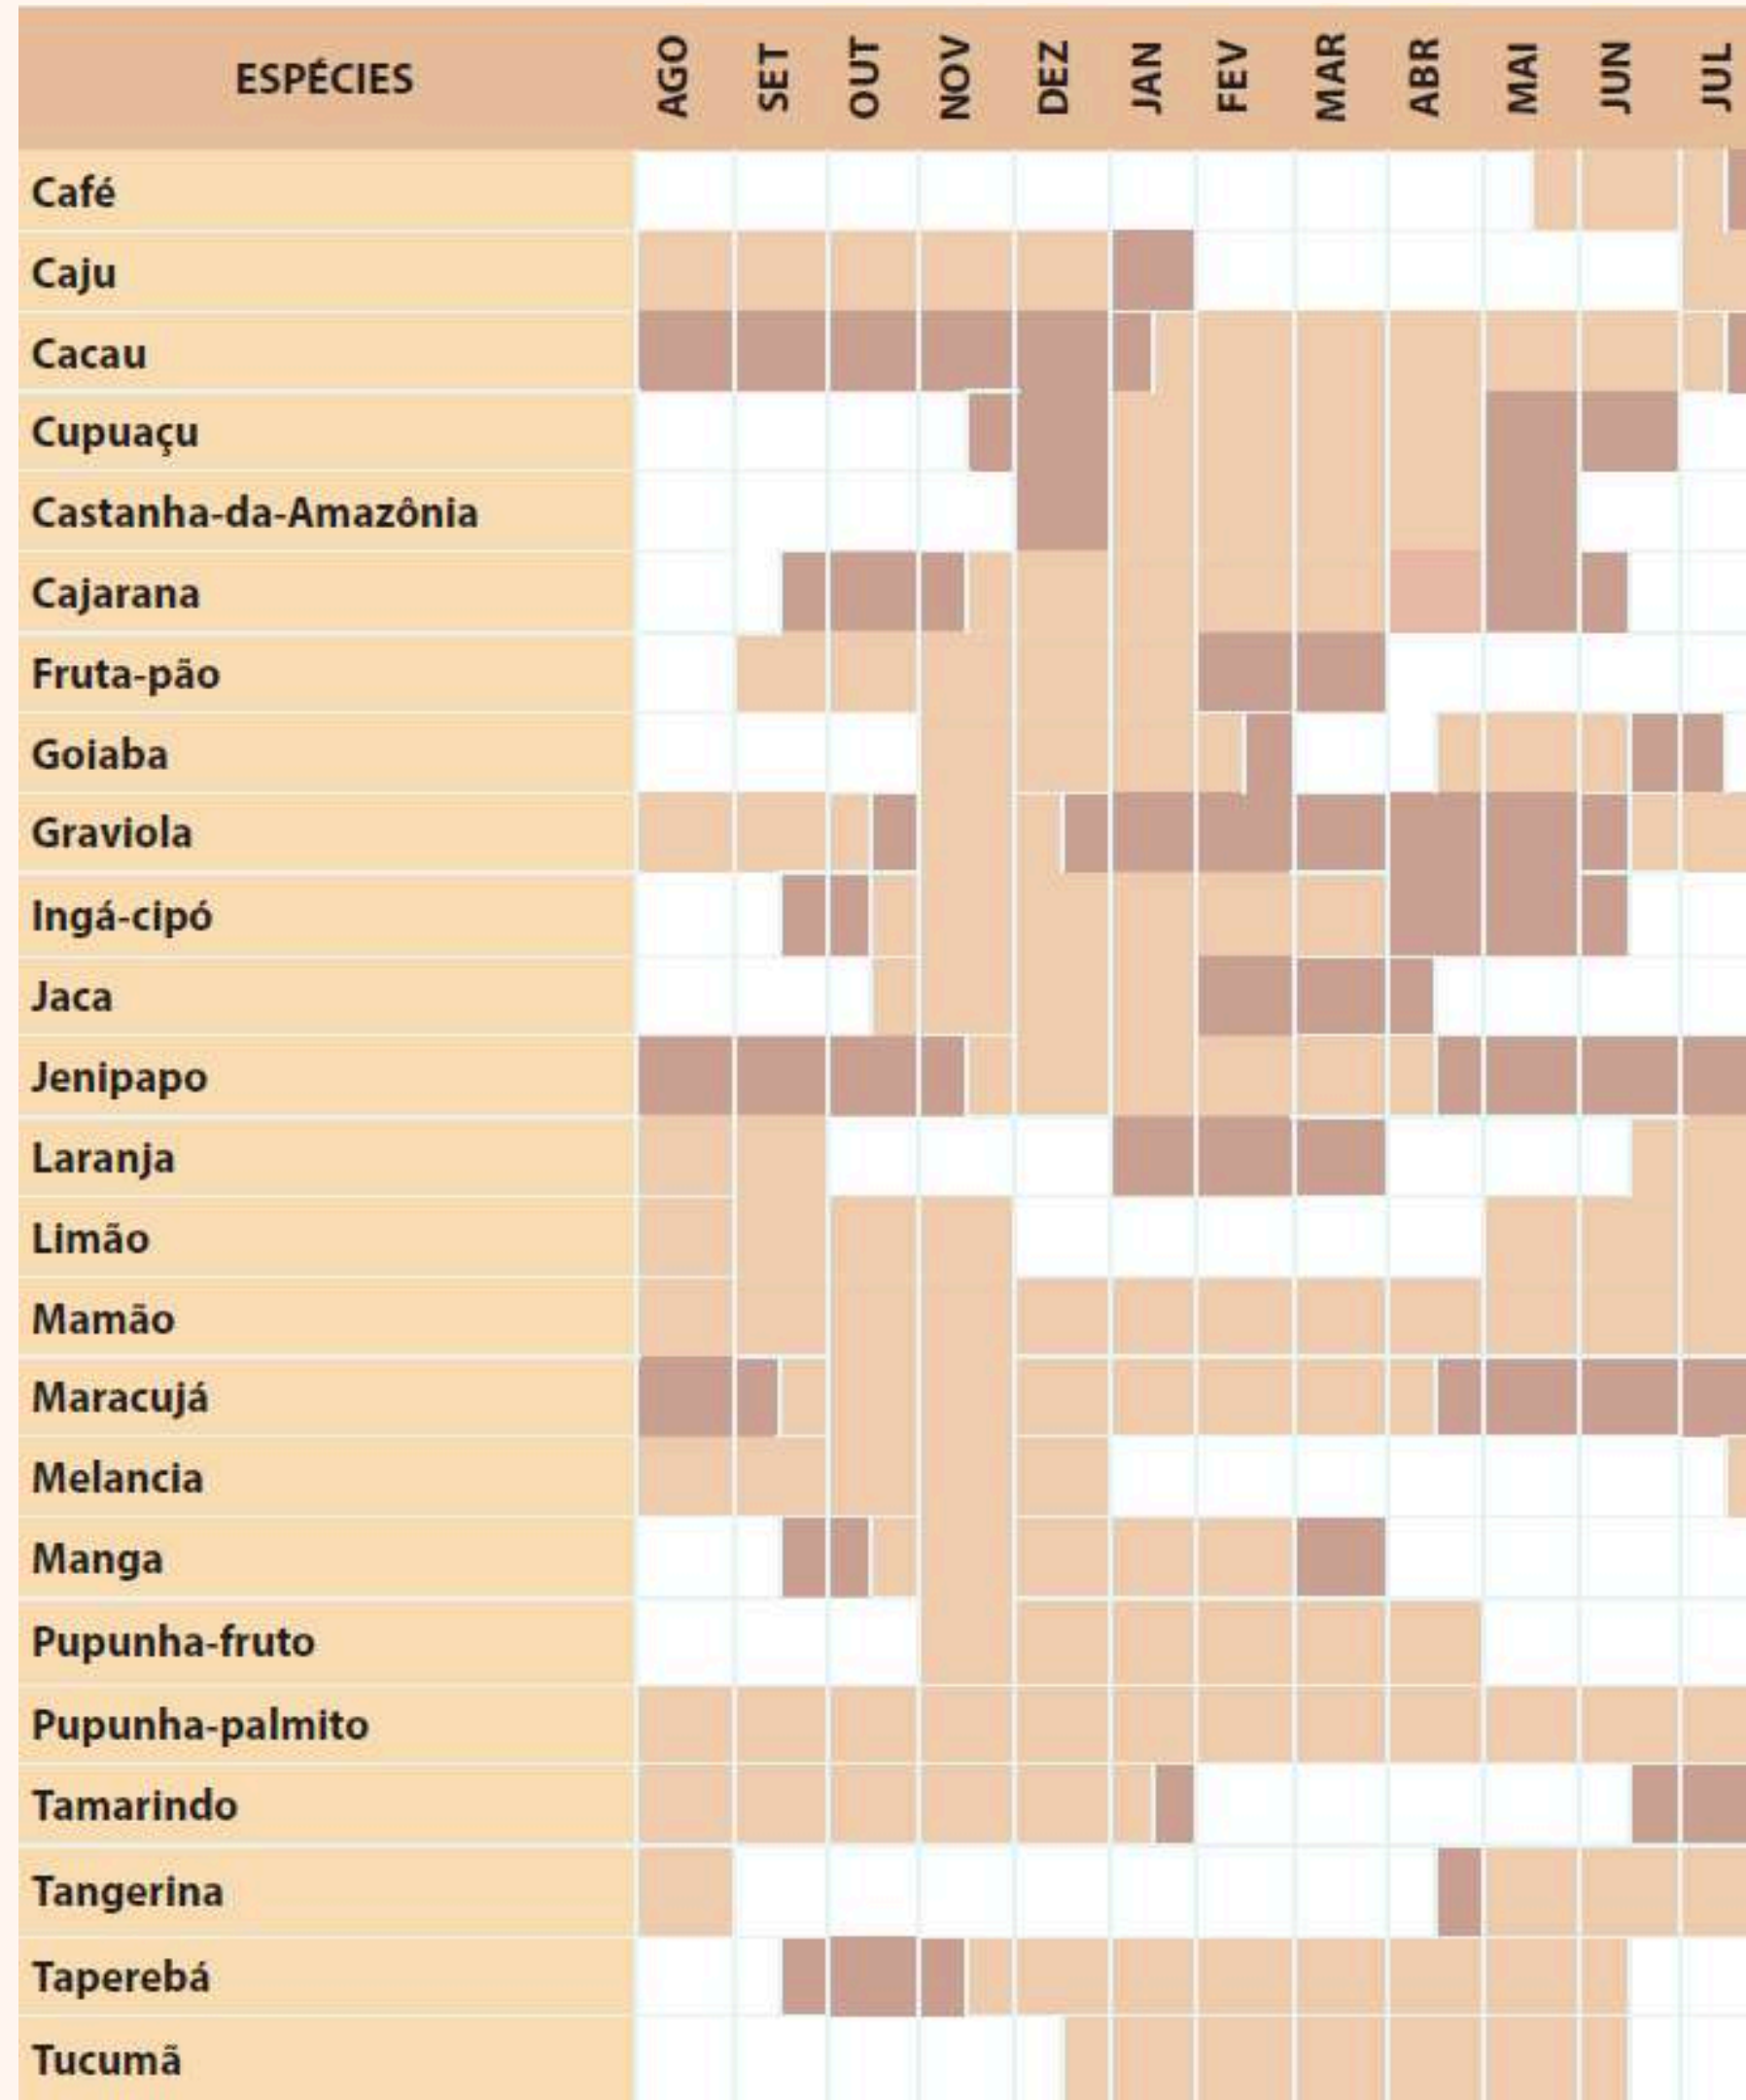 ESPÉCIES AGO SET OUT NOV DEZ JAN FEV MAR ABR MAI JUN JUL
Café
Caju
Cacau
Cupuaçu
Castanha-da-Amazônia
Cajarana
Fruta-pão
Goiaba
Graviola
Ingá-cipó
Jaca
Jenipapo
Laranja
Limão
Mamão
Maracujá
Melancia
Manga
Pupunha-fruto
Pupunha-palmito
Tamarindo
Tangerina
Taperebá
Tucumã